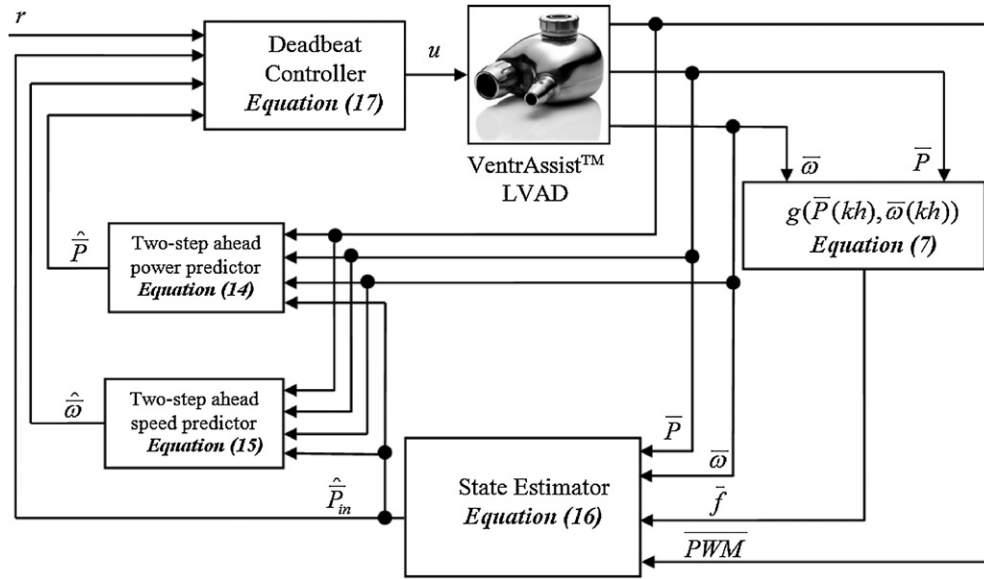 r
Deadbeat
Controller
Equation (17)
u
VentrAssist™
LVAD
ω̅
P̅
g(P̅(kh),ω̅(kh))
Equation (7)
P̅̂
Two-step ahead
power predictor
Equation (14)
ω̅̂
Two-step ahead
speed predictor
Equation (15)
P̅̂in
State Estimator
Equation (16)
P̅
ω̅
f̅
P̅W̅M̅